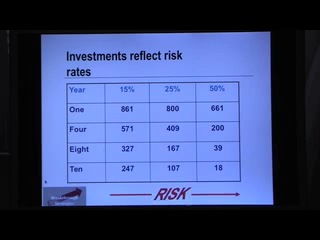 Investments reflect risk
rates
Year 15% 25% 50%
One 861 800 661
Four 571 409 200
Eight 327 167 39
Ten 247 107 18
RISK